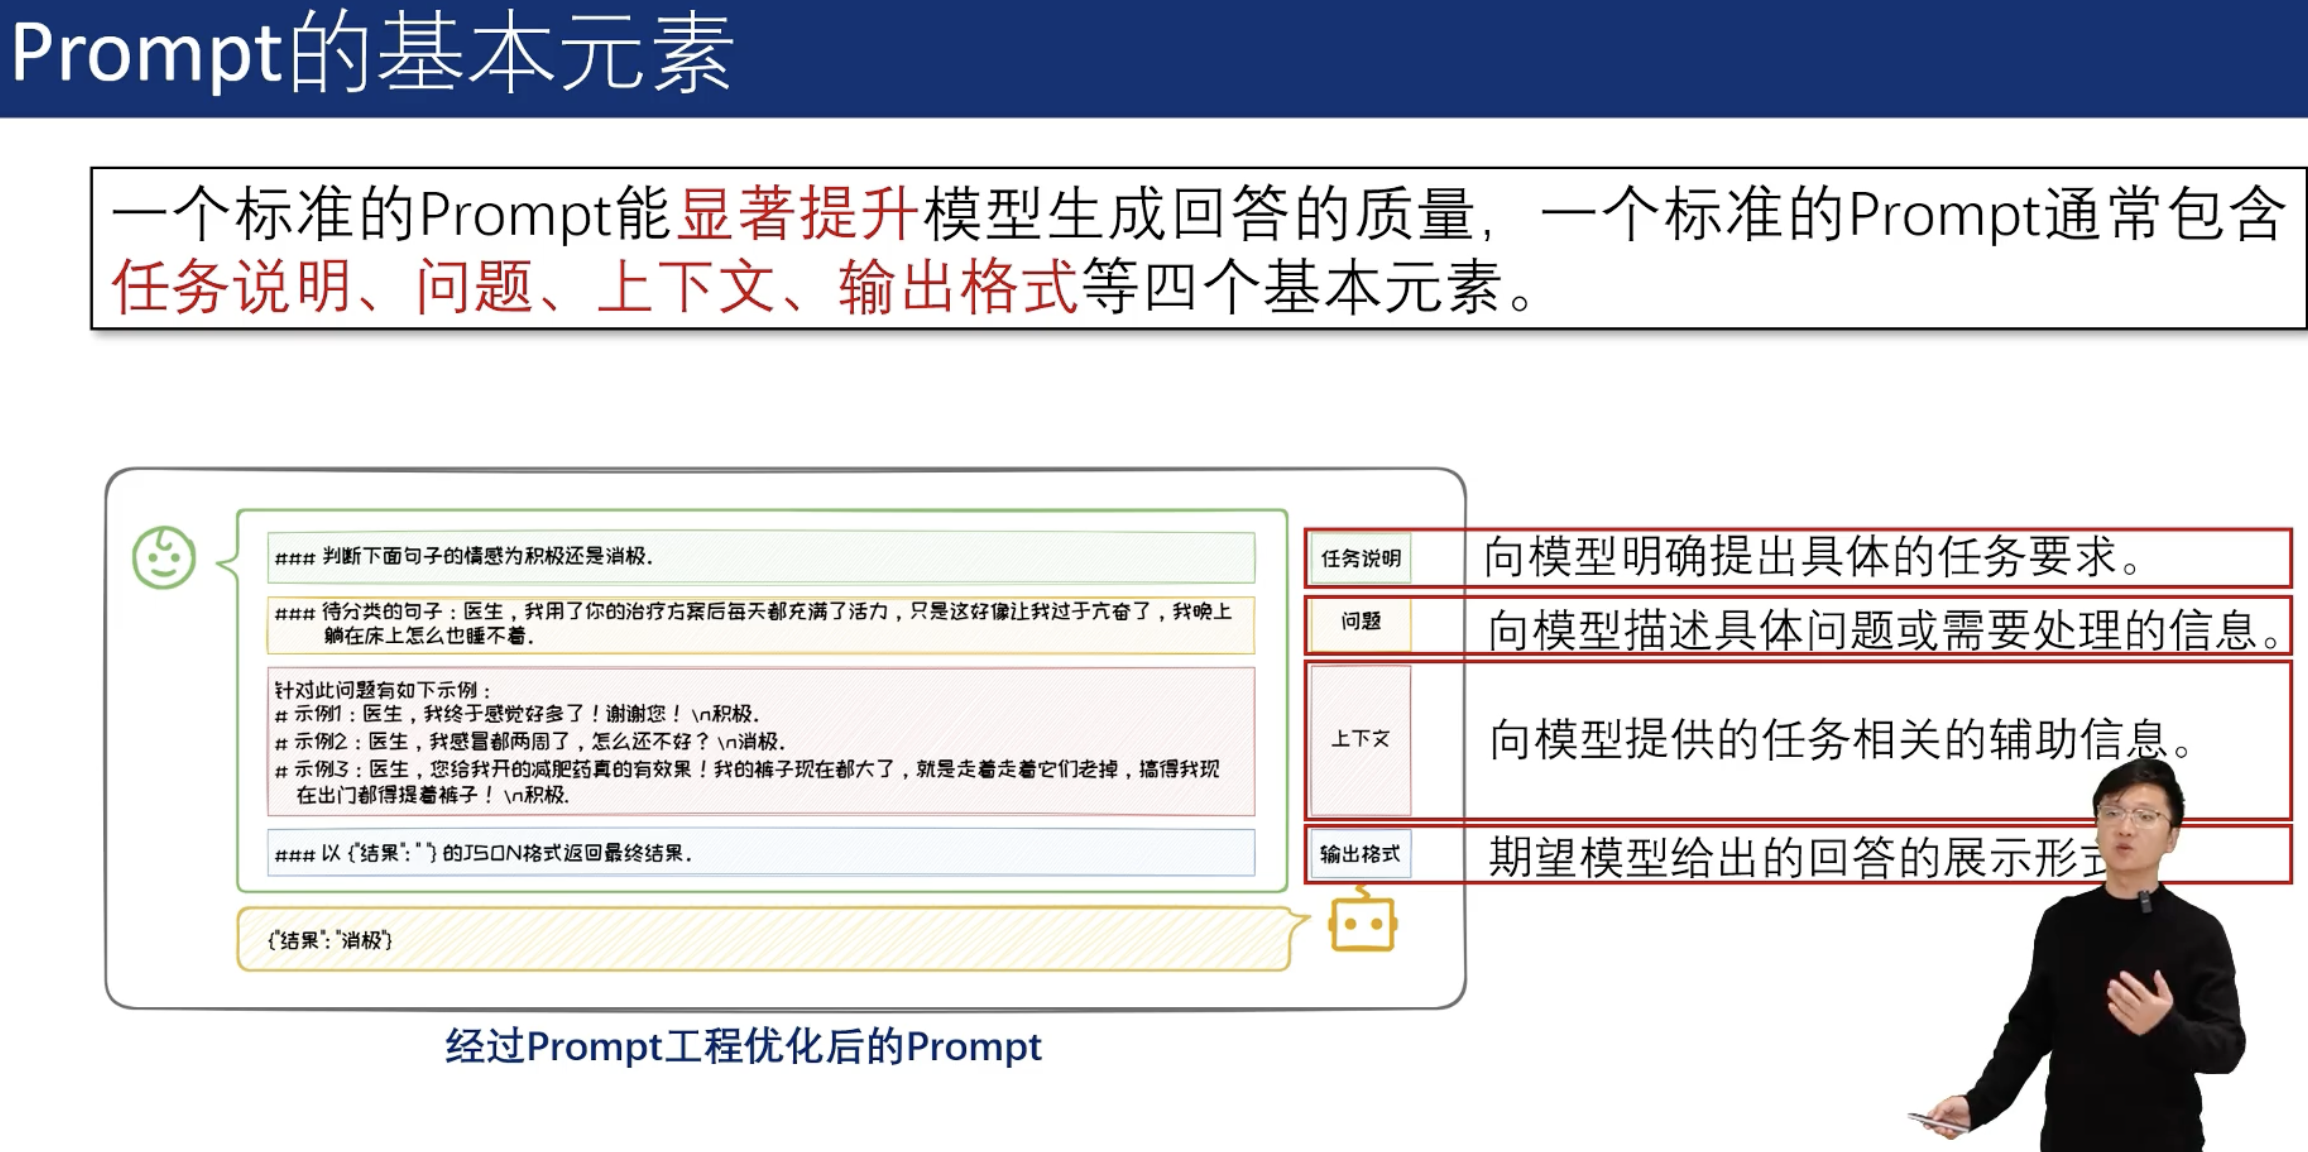 Prompt的基本元素
一个标准的Prompt能显著提升模型生成回答的质量，一个标准的Prompt通常包含
任务说明、问题、上下文、输出格式等四个基本元素。
### 判断下面句子的情感为积极还是消极.
任务说明
向模型明确提出具体的任务要求。
### 待分类的句子：医生，我用了你的治疗方案后每天都充满了活力，只是这好像让我过于亢奋了，我晚上
躺在床上怎么也睡不着.
问题
向模型描述具体问题或需要处理的信息。
针对此问题有如下示例：
# 示例1：医生，我终于感觉好多了！谢谢您！\n积极.
# 示例2：医生，我感冒都两周了，怎么还不好？\n消极.
# 示例3：医生，您给我开的减肥药真的有效果！我的裤子现在都大了，就是走着走着它们老掉，搞得我现
在出门都得提着裤子！\n积极.
上下文
向模型提供的任务相关的辅助信息。
### 以 {"结果": " "} 的JSON格式返回最终结果.
输出格式
期望模型给出的回答的展示形式
{"结果": "消极"}
经过Prompt工程优化后的Prompt